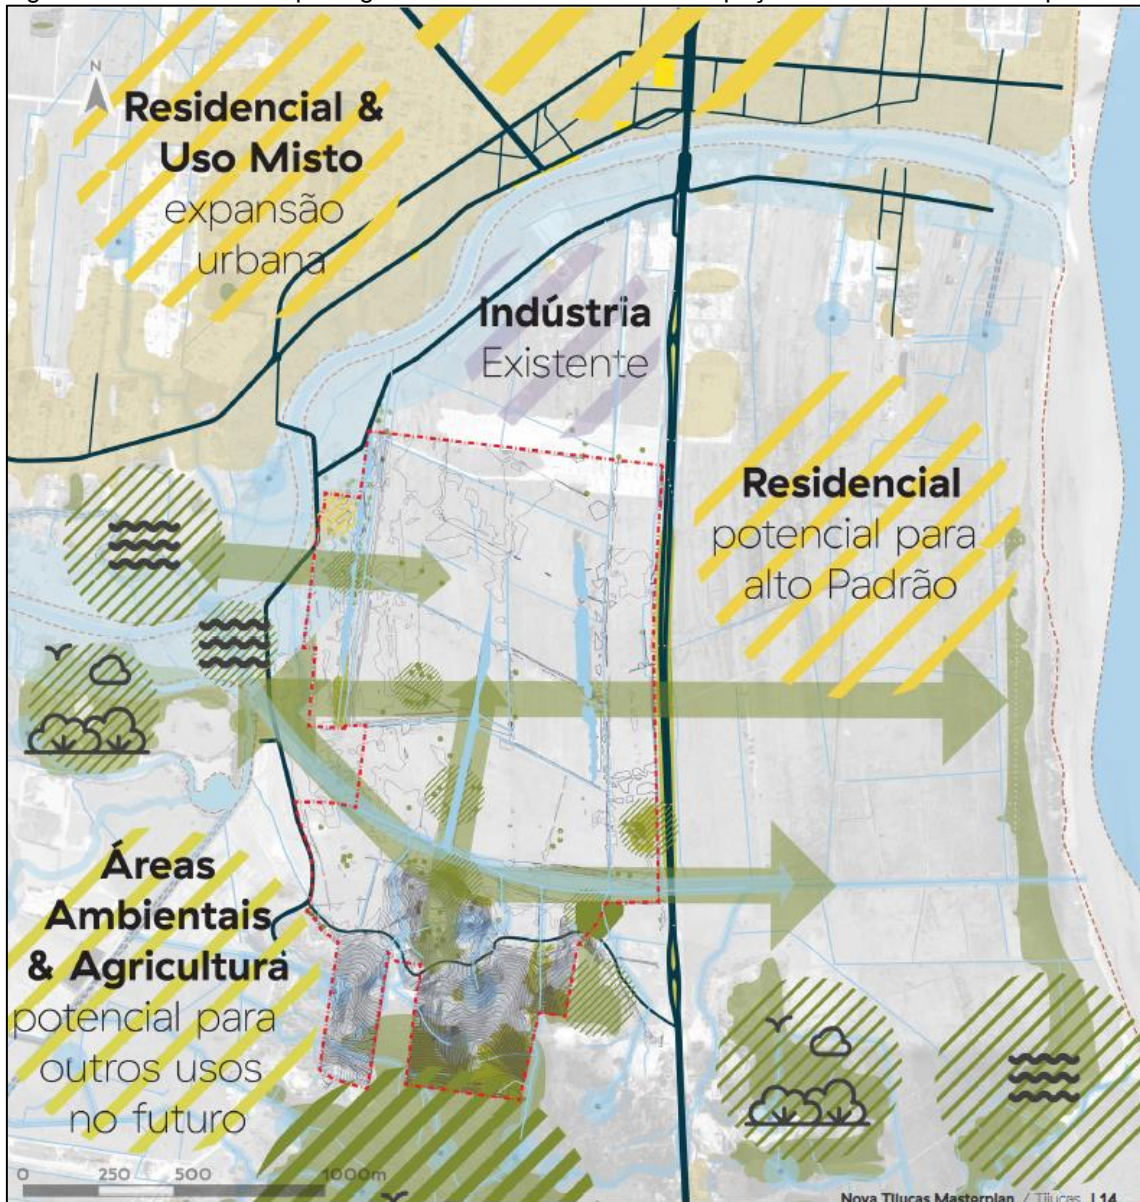 N
Residencial &
Uso Misto
expansão
urbana
Indústria
Existente
Residencial
potencial para
alto Padrão
Áreas
Ambientais
& Agricultura
potencial para
outros usos
no futuro
0 250 500 1000m
Nova Tijucas Masterplan / Tijucas | 14